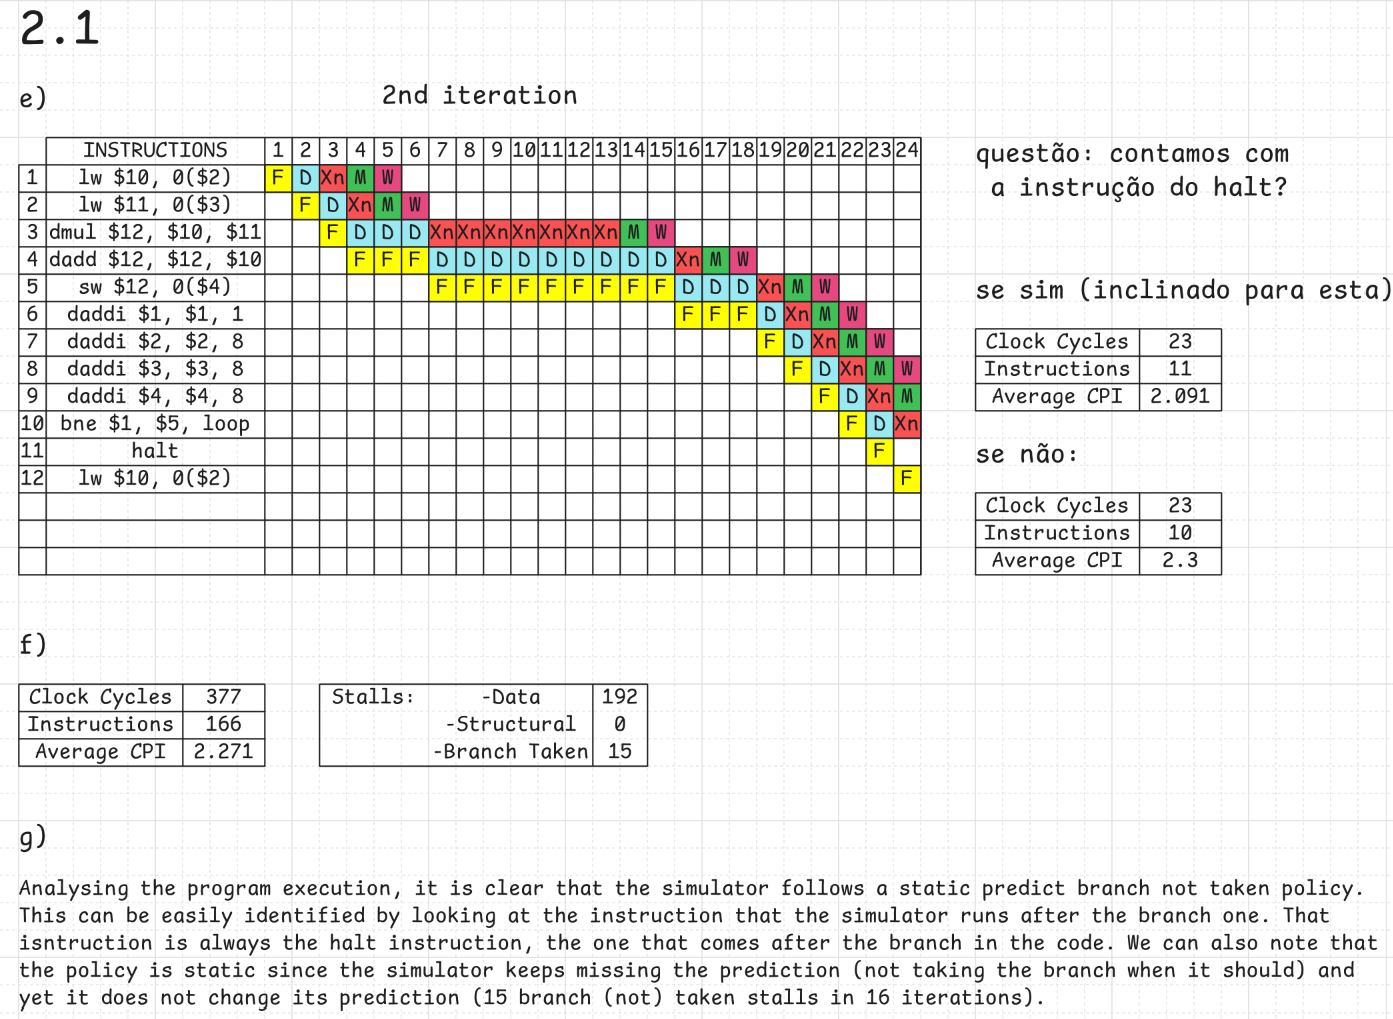 2.1
e)
2nd iteration
INSTRUCTIONS 1 2 3 4 5 6 7 8 9 10 11 12 13 14 15 16 17 18 19 20 21 22 23 24
1 lw $10, 0($2) F D Xn M W
2 lw $11, 0($3) F D Xn M W
3 dmul $12, $10, $11 F D D D Xn Xn Xn Xn Xn Xn Xn M W
4 dadd $12, $12, $10 F F F D D D D D D D D D Xn M W
5 sw $12, 0($4) F F F F F F F F F D D D Xn M W
6 daddi $1, $1, 1 F F F D Xn M W
7 daddi $2, $2, 8 F D Xn M W
8 daddi $3, $3, 8 F D Xn M W
9 daddi $4, $4, 8 F D Xn M
10 bne $1, $5, loop F D Xn
11 halt F
12 lw $10, 0($2) F
questão: contamos com
a instrução do halt?
se sim (inclinado para esta)
Clock Cycles 23
Instructions 11
Average CPI 2.091
se não:
Clock Cycles 23
Instructions 10
Average CPI 2.3
f)
Clock Cycles 377
Instructions 166
Average CPI 2.271
Stalls: -Data 192
-Structural 0
-Branch Taken 15
g)
Analysing the program execution, it is clear that the simulator follows a static predict branch not taken policy.
This can be easily identified by looking at the instruction that the simulator runs after the branch one. That
isntruction is always the halt instruction, the one that comes after the branch in the code. We can also note that
the policy is static since the simulator keeps missing the prediction (not taking the branch when it should) and
yet it does not change its prediction (15 branch (not) taken stalls in 16 iterations).